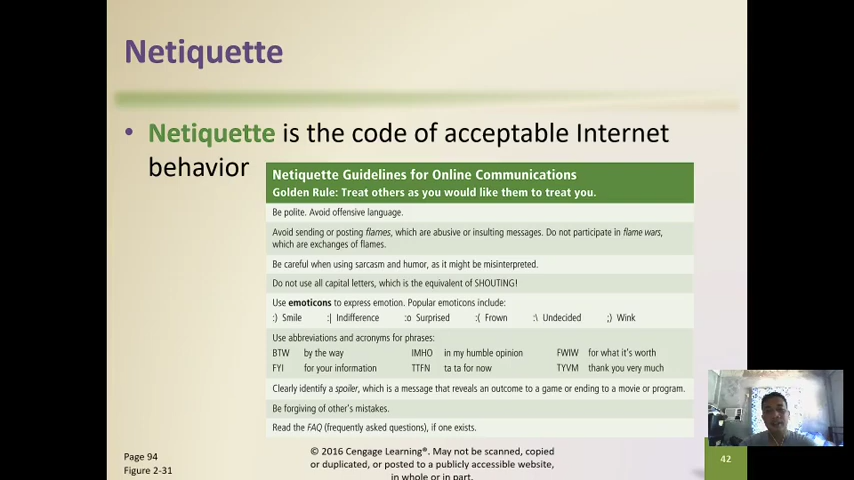 Netiquette
• Netiquette is the code of acceptable Internet
behavior
Netiquette Guidelines for Online Communications
Golden Rule: Treat others as you would like them to treat you.
Be polite. Avoid offensive language.
Avoid sending or posting flames, which are abusive or insulting messages. Do not participate in flame wars,
which are exchanges of flames.
Be careful when using sarcasm and humor, as it might be misinterpreted.
Do not use all capital letters, which is the equivalent of SHOUTING!
Use emoticons to express emotion. Popular emoticons include:
:) Smile :| Indifference :o Surprised :( Frown :\ Undecided ;) Wink
Use abbreviations and acronyms for phrases:
BTW by the way IMHO in my humble opinion FWIW for what it's worth
FYI for your information TTFN ta ta for now TYVM thank you very much
Clearly identify a spoiler, which is a message that reveals an outcome to a game or ending to a movie or program.
Be forgiving of other's mistakes.
Read the FAQ (frequently asked questions), if one exists.
Page 94
Figure 2-31
© 2016 Cengage Learning®. May not be scanned, copied
or duplicated, or posted to a publicly accessible website,
in whole or in part.
42